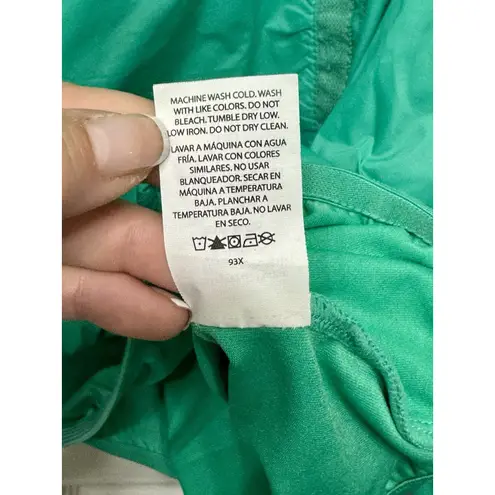 MACHINE WASH COLD. WASH
WITH LIKE COLORS. DO NOT
BLEACH. TUMBLE DRY LOW.
LOW IRON. DO NOT DRY CLEAN.
LAVAR A MÁQUINA CON AGUA
FRÍA. LAVAR CON COLORES
SIMILARES. NO USAR
BLANQUEADOR. SECAR EN
MÁQUINA A TEMPERATURA
BAJA. PLANCHAR A
TEMPERATURA BAJA. NO LAVAR
EN SECO.
93X